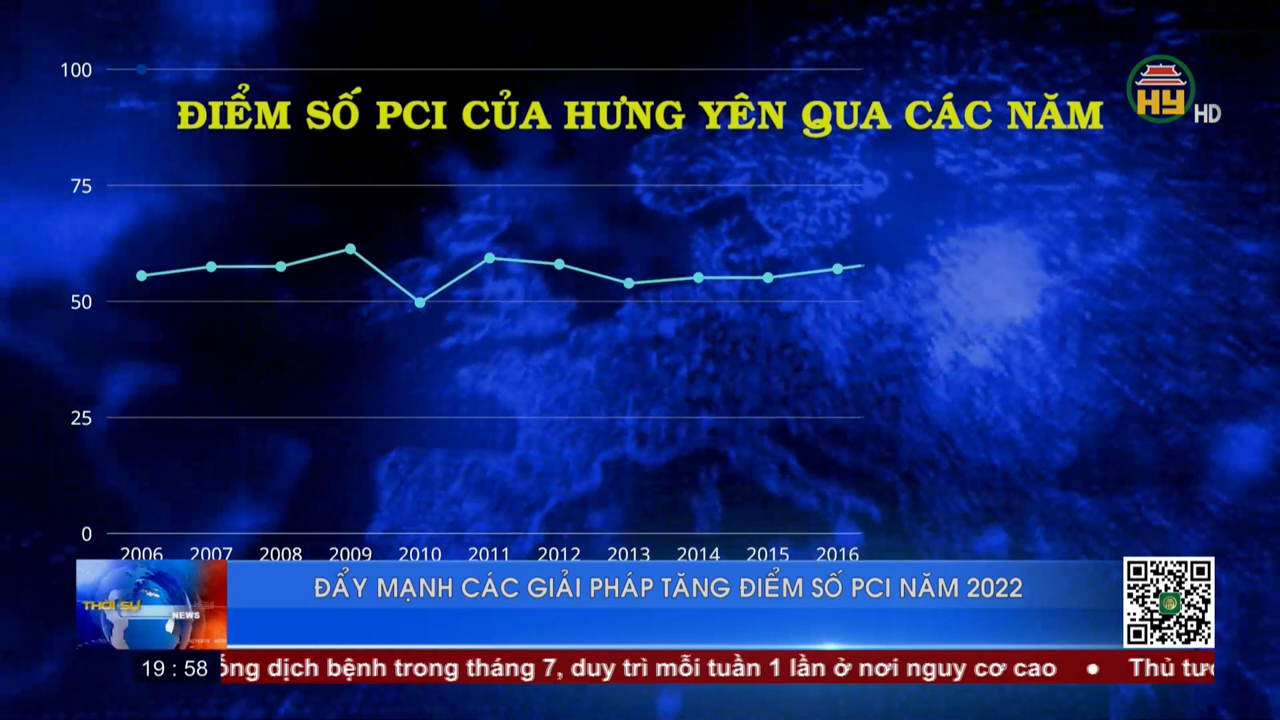 100
ĐIỂM SỐ PCI CỦA HƯNG YÊN QUA CÁC NĂM
HY HD
75
50
25
0
2006 2007 2008 2009 2010 2011 2012 2013 2014 2015 2016
ĐẨY MẠNH CÁC GIẢI PHÁP TĂNG ĐIỂM SỐ PCI NĂM 2022
THỜI SỰ
NEWS
19 : 58 dịch bệnh trong tháng 7, duy trì mỗi tuần 1 lần ở nơi nguy cơ cao • Thủ